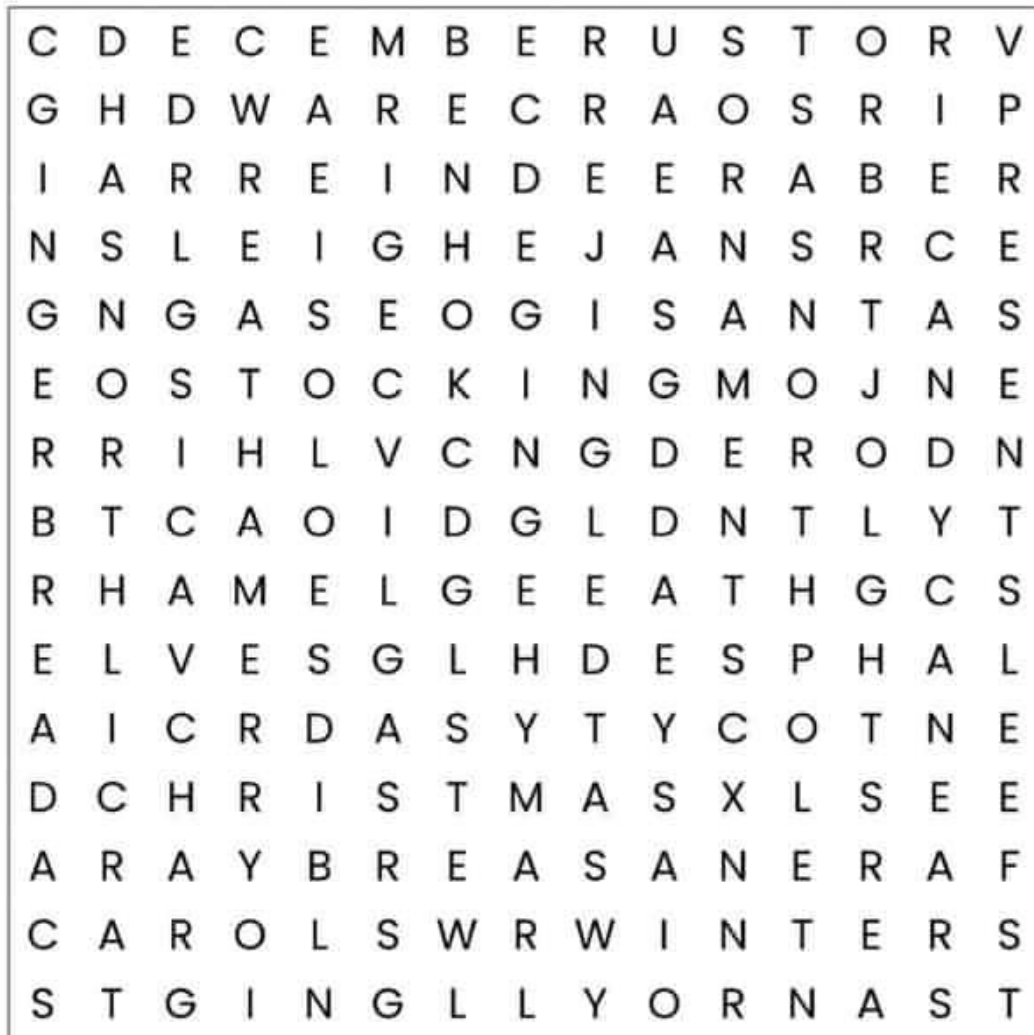 C D E C E M B E R U S T O R V
G H D W A R E C R A O S R I P
I A R R E I N D E E R A B E R
N S L E I G H E J A N S R C E
G N G A S E O G I S A N T A S
E O S T O C K I N G M O J N E
R R I H L V C N G D E R O D N
B T C A O I D G L D N T L Y T
R H A M E L G E E A T H G C S
E L V E S G L H D E S P H A L
A I C R D A S Y T Y C O T N E
D C H R I S T M A S X L S E E
A R A Y B R E A S A N E R A F
C A R O L S W R W I N T E R S
S T G I N G L L Y O R N A S T